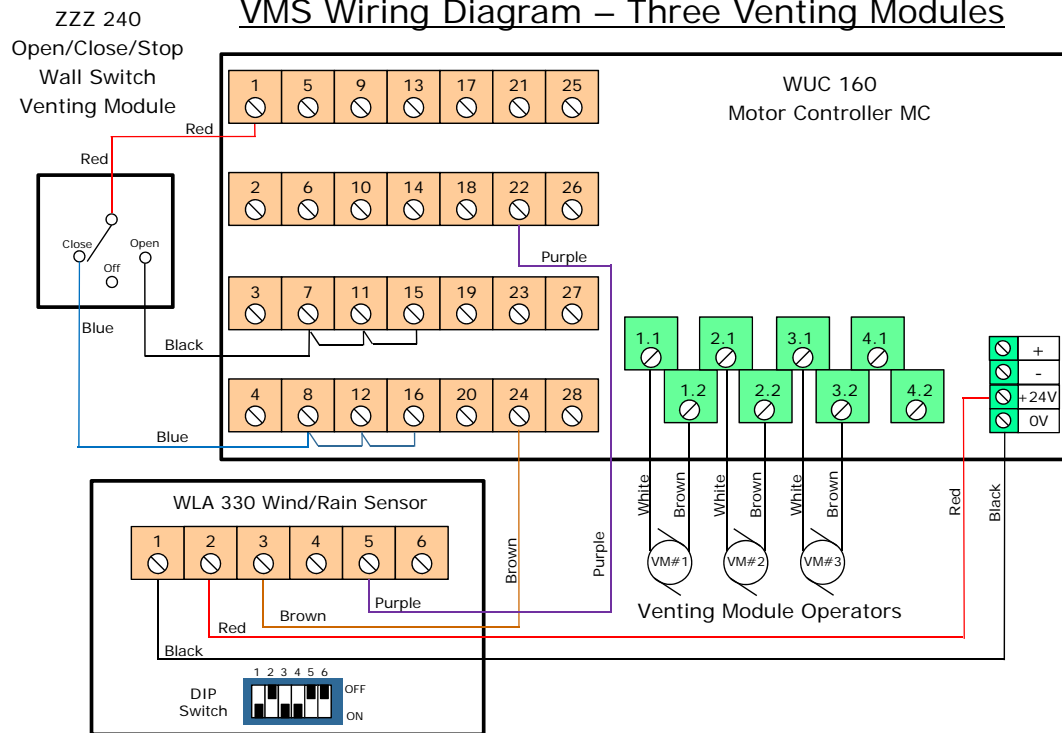 VMS Wiring Diagram – Three Venting Modules
ZZZ 240
Open/Close/Stop
Wall Switch
Venting Module
WUC 160
Motor Controller MC
1 5 9 13 17 21 25
Red
Red
2 6 10 14 18 22 26
Close
Open
Off
Purple
3 7 11 15 19 23 27
Blue
Black
1.1 2.1 3.1 4.1
1.2 2.2 3.2 4.2
+
-
+24V
0V
4 8 12 16 20 24 28
Blue
White
Brown
White
Brown
White
Brown
Red
Black
WLA 330 Wind/Rain Sensor
1 2 3 4 5 6
Brown
Purple
VM#1
VM#2
VM#3
Venting Module Operators
Purple
Brown
Red
Black
1 2 3 4 5 6
DIP
Switch
OFF
ON